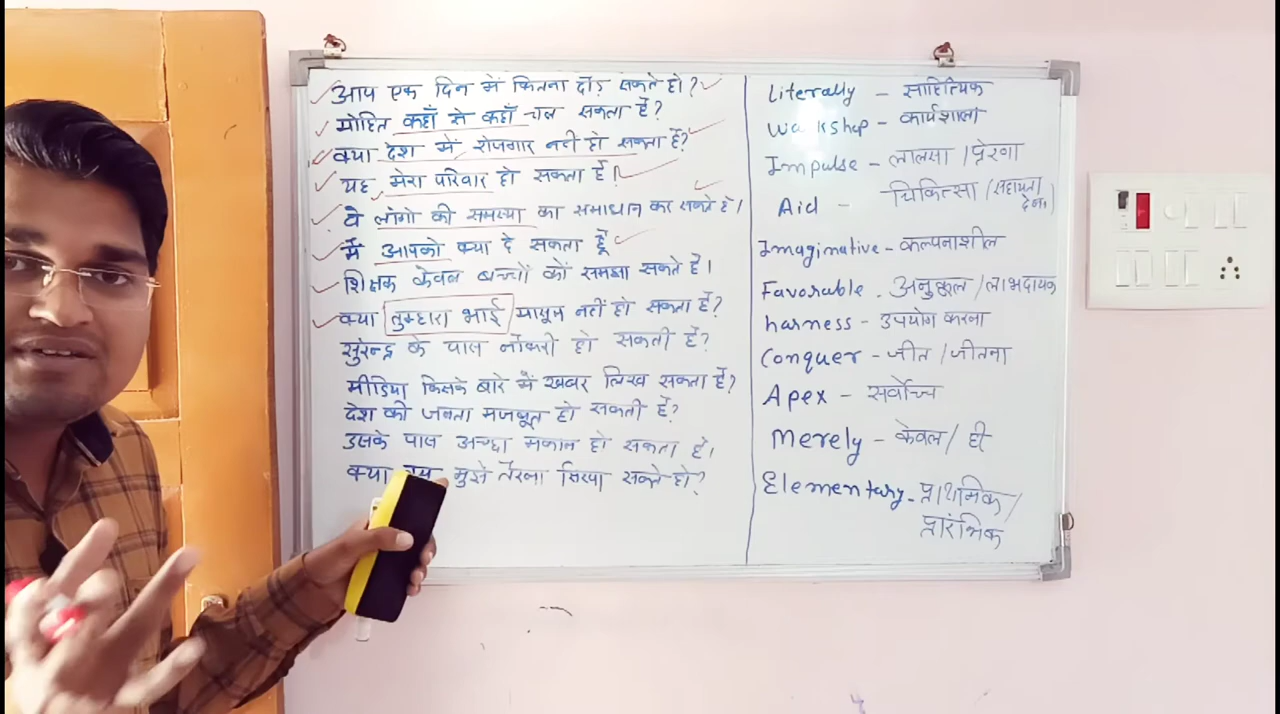 आप एक दिन में कितना दौड़ सकते हो?
मोहित कहाँ से कहाँ चल सकता है?
क्या देश में रोजगार नहीं हो सकता है?
यह मेरा परिवार हो सकता है।
वे लोगो की समस्या का समाधान कर सकते है।
मैं आपको क्या दे सकता हूँ
शिक्षक केवल बच्चों को समझा सकते है।
क्या तुम्हारा भाई मासूम नहीं हो सकता है?
सुरेन्द्र के पास नौकरी हो सकती है?
मीडिया किसके बारे में खबर लिख सकता है?
देश की जनता मजबूत हो सकती है?
उसके पास अच्छा मकान हो सकता है।
क्या मुझे तैरना सिखा सकते हो?
Literally - साहित्यिक
Workshop - कार्यशाला
Impulse - लालसा / प्रेरणा
Aid - चिकित्सा / (सहायता
देना)
Imaginative - कल्पनाशील
Favorable - अनुकूल / लाभदायक
harness - उपयोग करना
Conquer - जीत / जीतना
Apex - सर्वोच्च
Merely - केवल / ही
Elementary - प्राथमिक /
प्रारंभिक